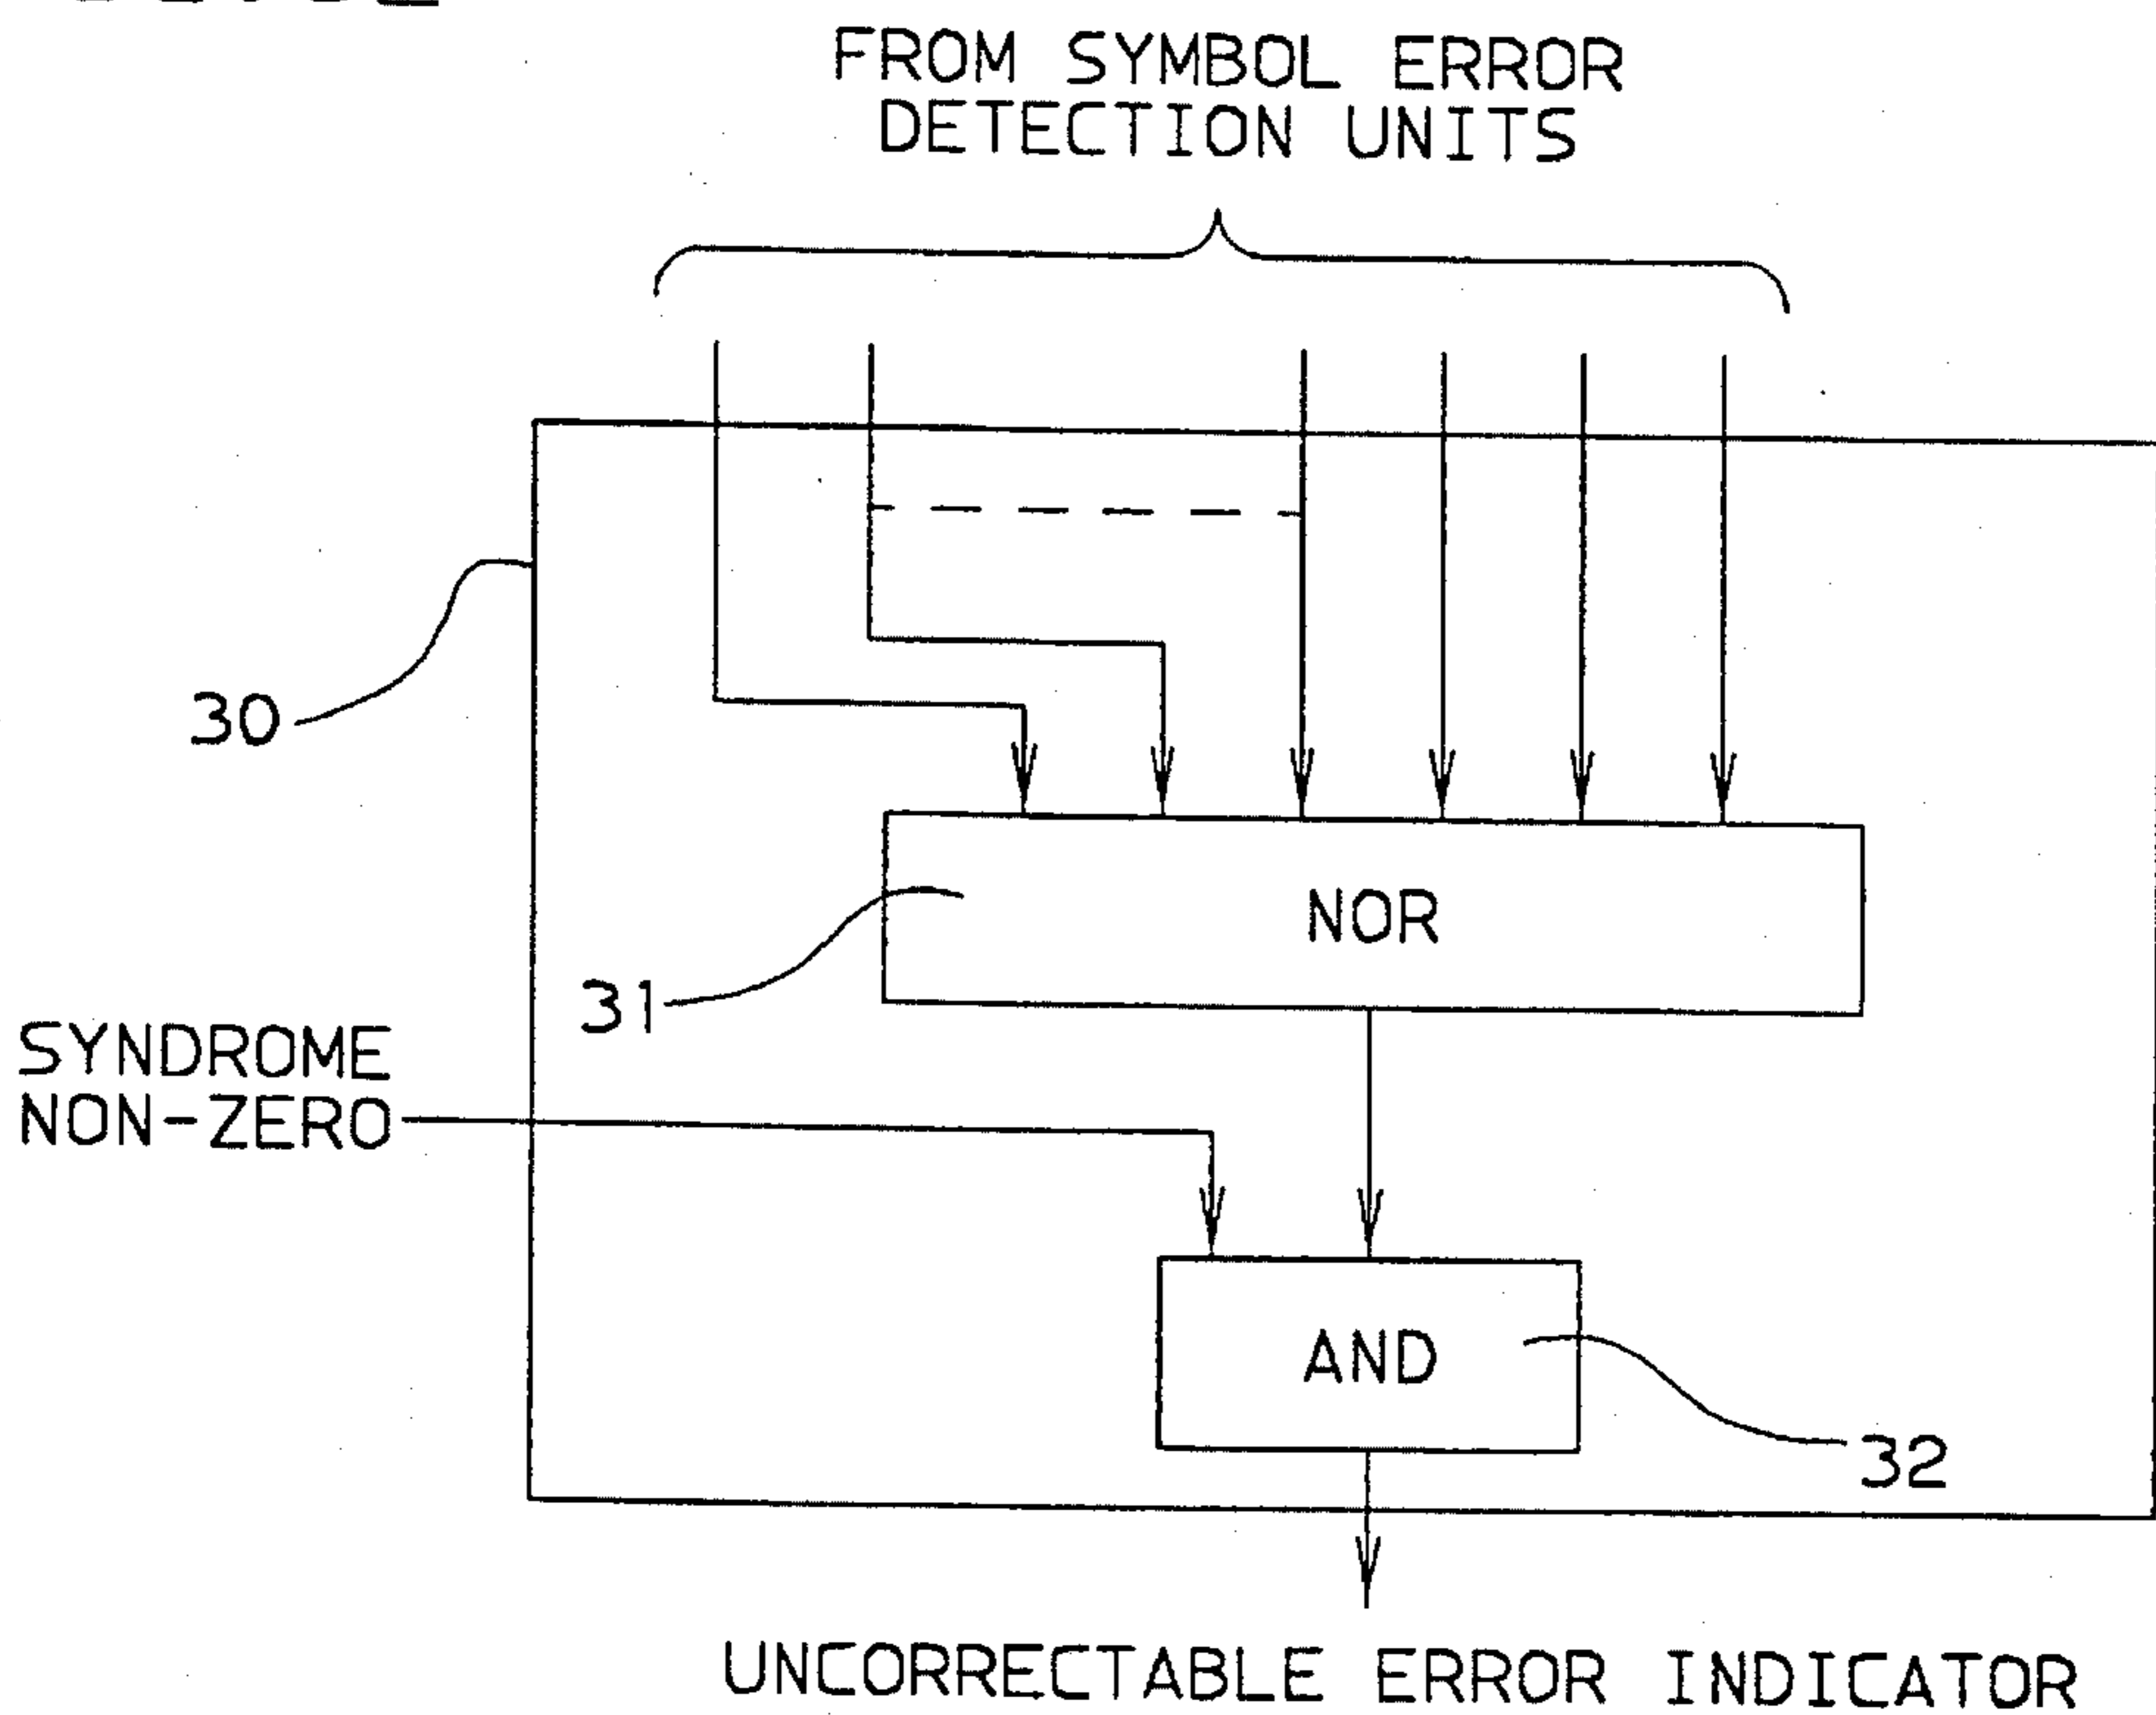 FROM SYMBOL ERROR
DETECTION UNITS
30
NOR
31
SYNDROME
NON-ZERO
AND
32
UNCORRECTABLE ERROR INDICATOR